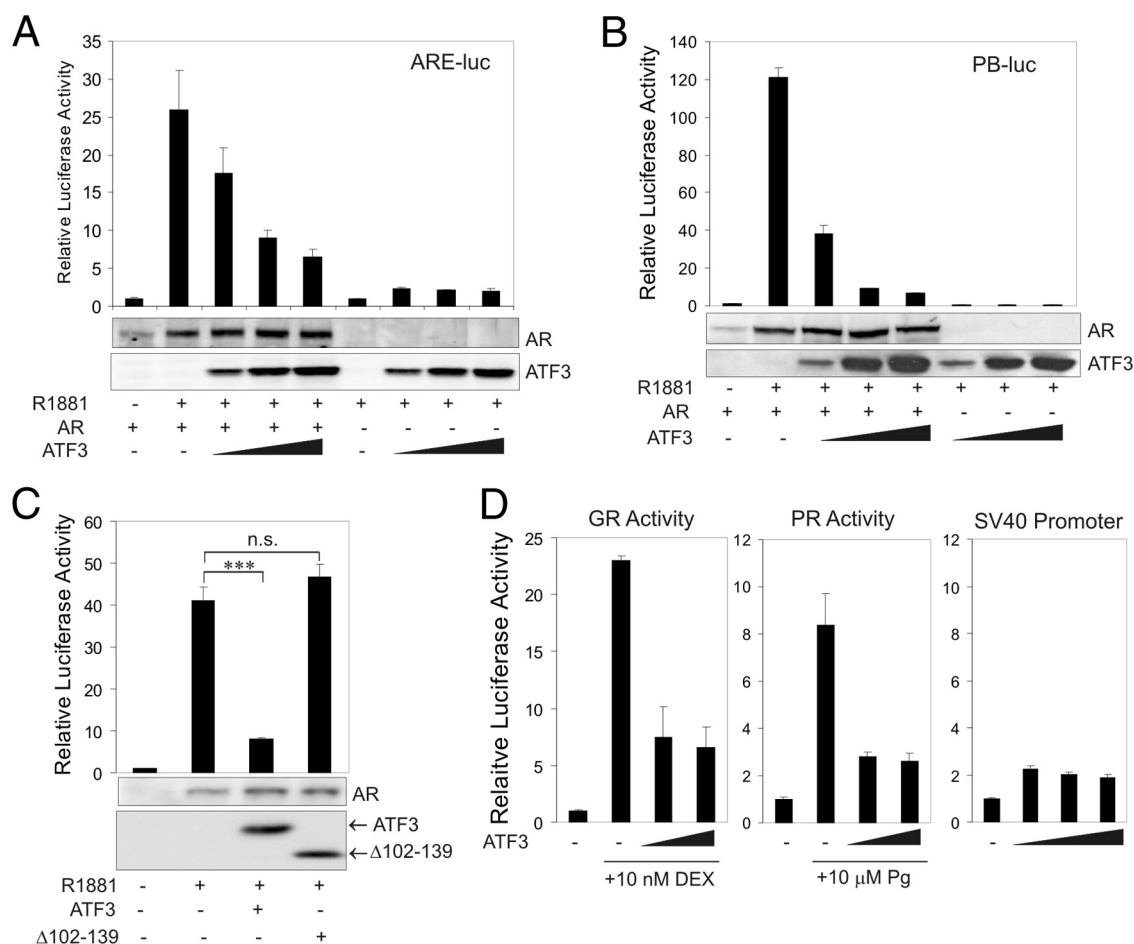 A
Relative Luciferase Activity
ARE-luc
35
30
25
20
15
10
5
0
AR
ATF3
R1881 - + + + + + + + +
AR + + + + + - - - -
ATF3 - - -
B
Relative Luciferase Activity
PB-luc
140
120
100
80
60
40
20
0
AR
ATF3
R1881 - + + + + + + +
AR + + + + + - - -
ATF3 - -
C
Relative Luciferase Activity
60
50
40
30
20
10
0
n.s.
***
AR
← ATF3
← Δ102-139
R1881 - + + +
ATF3 - - + -
Δ102-139 - - - +
D
Relaitve Luciferase Activity
GR Activity
25
20
15
10
5
0
ATF3 - -
+10 nM DEX
PR Activity
12
10
8
6
4
2
0
- -
+10 μM Pg
SV40 Promoter
12
10
8
6
4
2
0
-